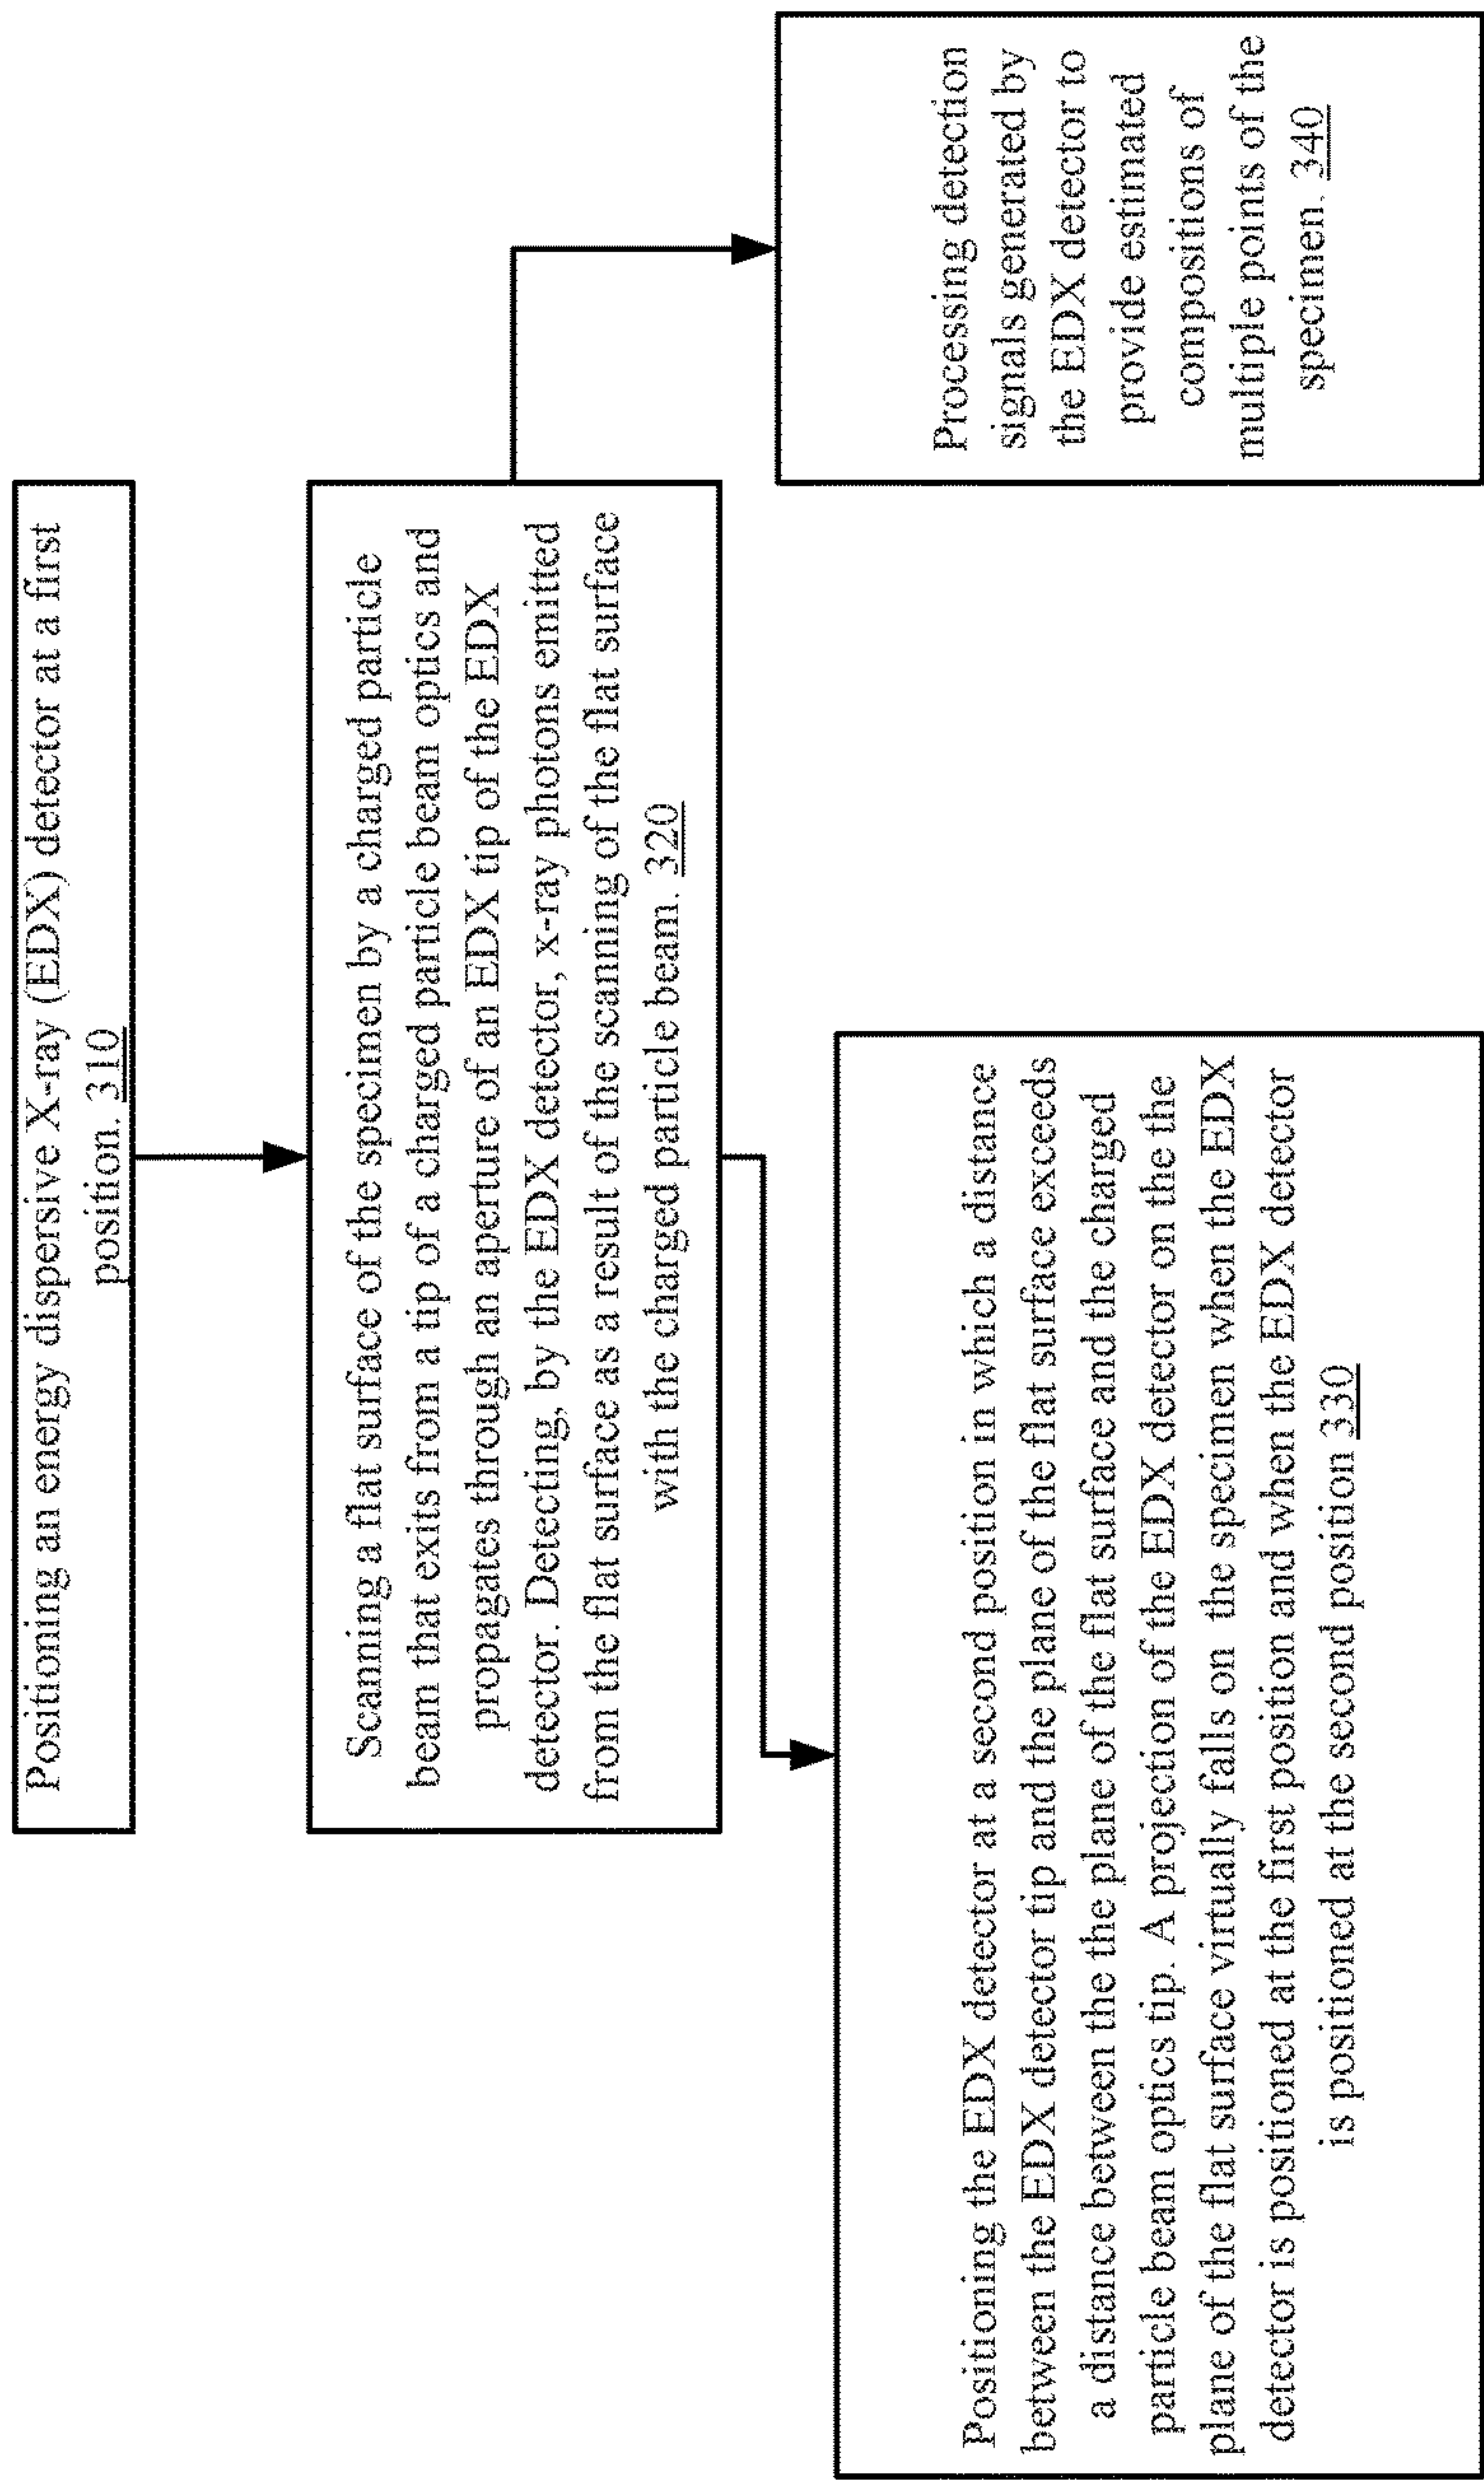 Positioning an energy dispersive X-ray (EDX) detector at a first
position. 310
Scanning a flat surface of the specimen by a charged particle
beam that exits from a tip of a charged particle beam optics and
propagates through an aperture of an EDX tip of the EDX
detector. Detecting, by the EDX detector, x-ray photons emitted
from the flat surface as a result of the scanning of the flat surface
with the charged particle beam. 320
Positioning the EDX detector at a second position in which a distance
between the EDX detector tip and the plane of the flat surface exceeds
a distance between the the plane of the flat surface and the charged
particle beam optics tip. A projection of the EDX detector on the the
plane of the flat surface virtually falls on the specimen when the EDX
detector is positioned at the first position and when the EDX detector
is positioned at the second position 330
Processing detection
signals generated by
the EDX detector to
provide estimated
compositions of
multiple points of the
specimen. 340